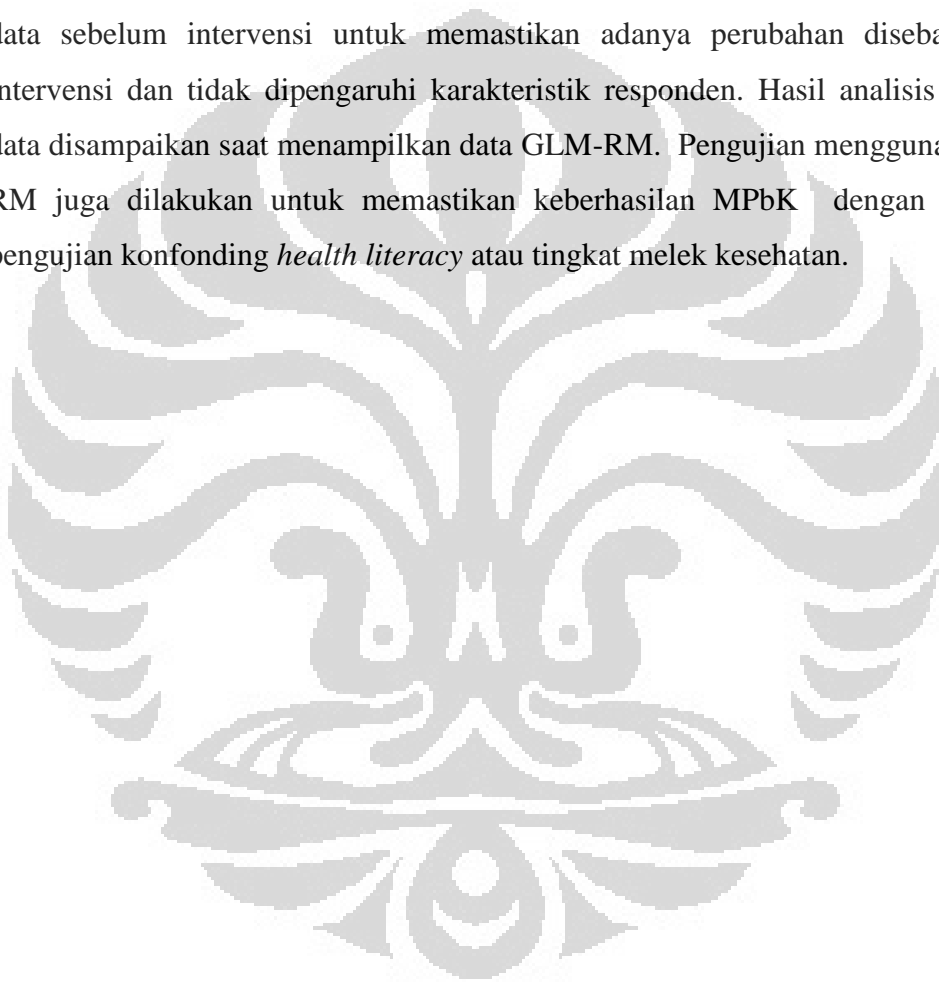 data sebelum intervensi untuk memastikan adanya perubahan diseba
intervensi dan tidak dipengaruhi karakteristik responden. Hasil analisis
data disampaikan saat menampilkan data GLM-RM. Pengujian mengguna
RM juga dilakukan untuk memastikan keberhasilan MPbK dengan
pengujian konfonding health literacy atau tingkat melek kesehatan.